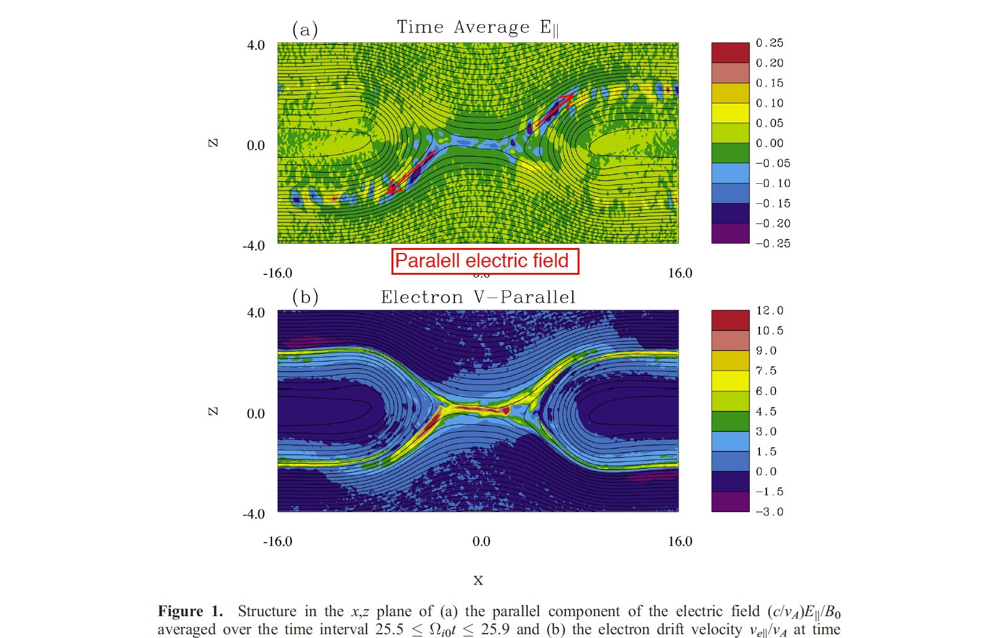 (a) Time Average E∥
4.0
0.0
-4.0
Z
0.25
0.20
0.15
0.10
0.05
0.00
−0.05
−0.10
−0.15
−0.20
−0.25
Paralell electric field
-16.0 0.0 16.0
(b) Electron V−Parallel
4.0
0.0
-4.0
Z
12.0
10.5
9.0
7.5
6.0
4.5
3.0
1.5
0.0
−1.5
−3.0
-16.0 0.0 16.0
X
Figure 1. Structure in the x,z plane of (a) the parallel component of the electric field (c/vA)E∥/B0
averaged over the time interval 25.5 ≤ Ωi0t ≤ 25.9 and (b) the electron drift velocity ve∥/vA at time